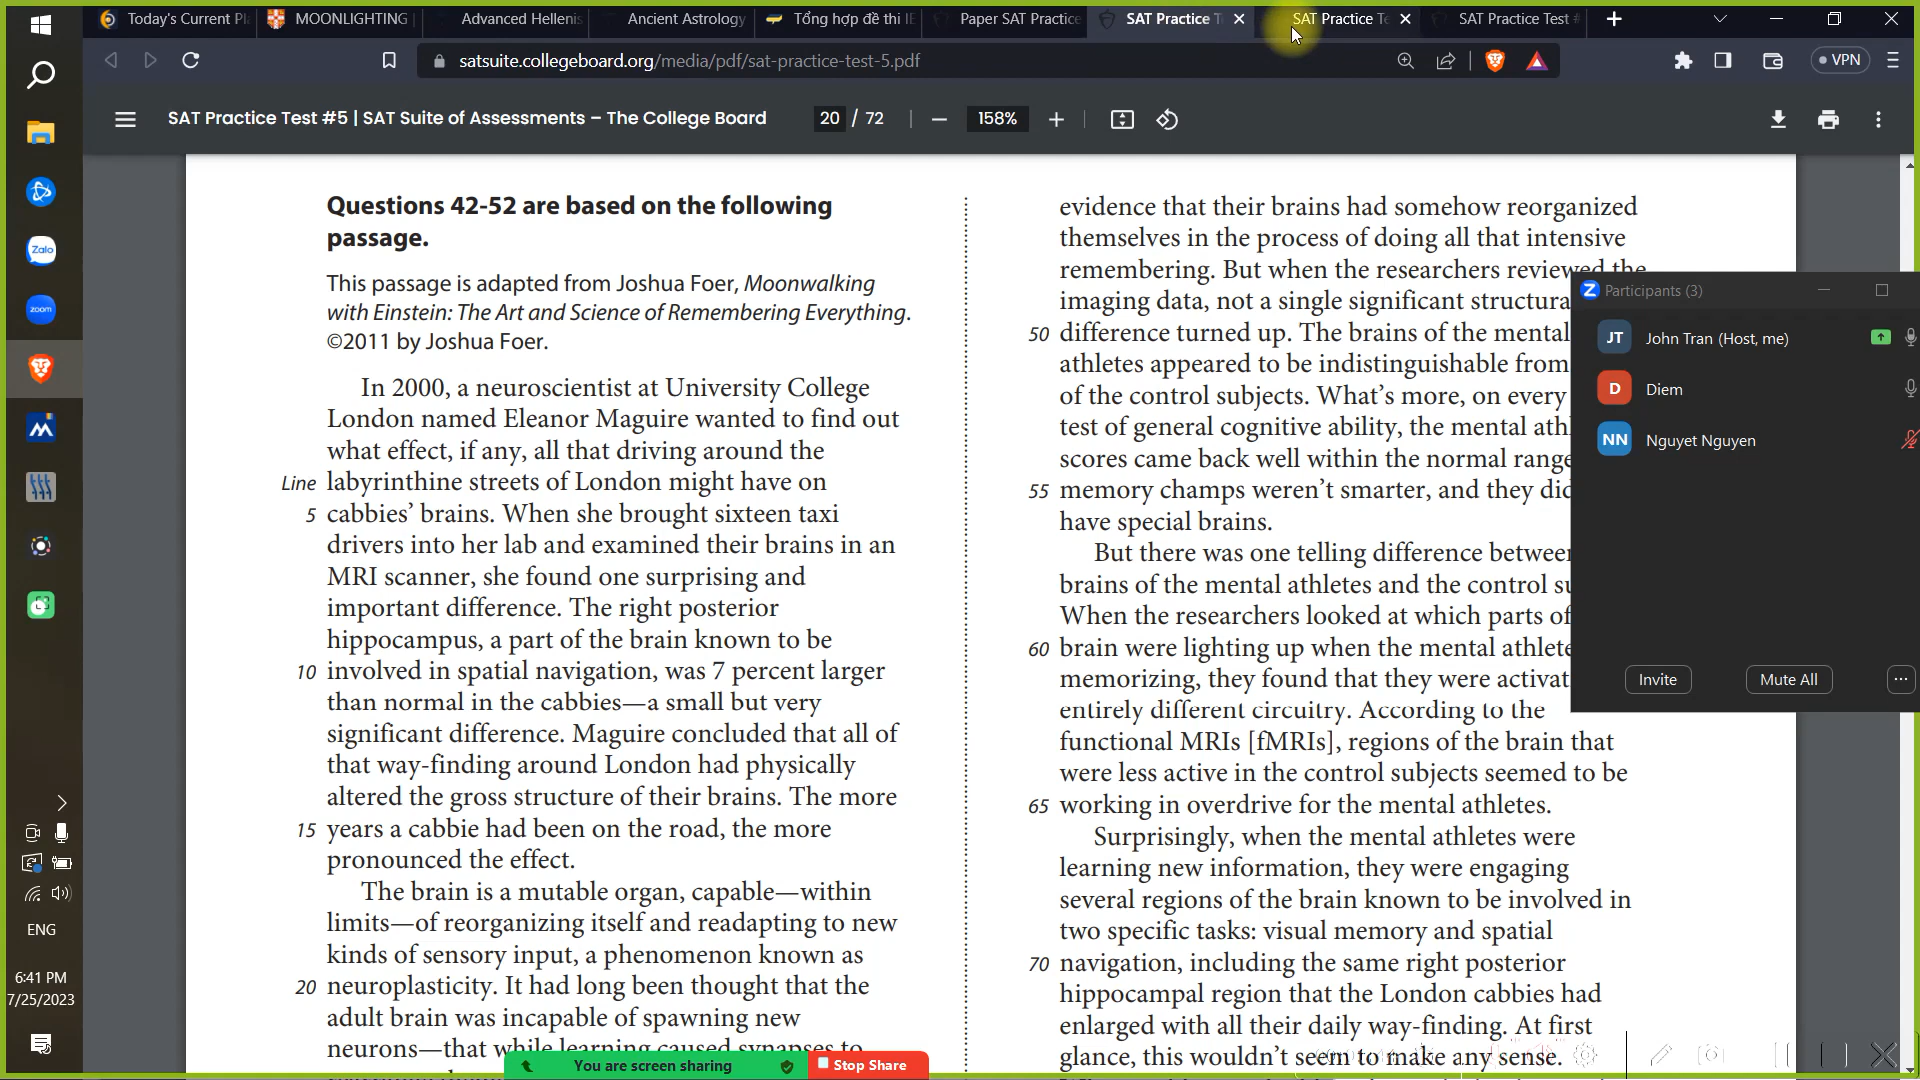 Today's Current Pl
MOONLIGHTING
Advanced Hellenis
Ancient Astrology
Tổng hợp đề thi IE
Paper SAT Practice
SAT Practice T
SAT Practice Te
SAT Practice Test #
satsuite.collegeboard.org/media/pdf/sat-practice-test-5.pdf
VPN
SAT Practice Test #5 | SAT Suite of Assessments – The College Board
20 / 72
158%
Questions 42-52 are based on the following
passage.
This passage is adapted from Joshua Foer, Moonwalking
with Einstein: The Art and Science of Remembering Everything.
©2011 by Joshua Foer.
In 2000, a neuroscientist at University College
London named Eleanor Maguire wanted to find out
what effect, if any, all that driving around the
Line labyrinthine streets of London might have on
5 cabbies' brains. When she brought sixteen taxi
drivers into her lab and examined their brains in an
MRI scanner, she found one surprising and
important difference. The right posterior
hippocampus, a part of the brain known to be
10 involved in spatial navigation, was 7 percent larger
than normal in the cabbies—a small but very
significant difference. Maguire concluded that all of
that way-finding around London had physically
altered the gross structure of their brains. The more
15 years a cabbie had been on the road, the more
pronounced the effect.
The brain is a mutable organ, capable—within
limits—of reorganizing itself and readapting to new
kinds of sensory input, a phenomenon known as
20 neuroplasticity. It had long been thought that the
adult brain was incapable of spawning new
neurons—that while learning caused synapses to
evidence that their brains had somehow reorganized
themselves in the process of doing all that intensive
remembering. But when the researchers reviewed the
imaging data, not a single significant structura
50 difference turned up. The brains of the mental
athletes appeared to be indistinguishable from
of the control subjects. What's more, on every
test of general cognitive ability, the mental athl
scores came back well within the normal range
55 memory champs weren't smarter, and they did
have special brains.
But there was one telling difference between
brains of the mental athletes and the control su
When the researchers looked at which parts of
60 brain were lighting up when the mental athlete
memorizing, they found that they were activat
entirely different circuitry. According to the
functional MRIs [fMRIs], regions of the brain that
were less active in the control subjects seemed to be
65 working in overdrive for the mental athletes.
Surprisingly, when the mental athletes were
learning new information, they were engaging
several regions of the brain known to be involved in
two specific tasks: visual memory and spatial
70 navigation, including the same right posterior
hippocampal region that the London cabbies had
enlarged with all their daily way-finding. At first
glance, this wouldn't seem to make any sense.
Participants (3)
JT John Tran (Host, me)
D Diem
NN Nguyet Nguyen
Invite
Mute All
Zalo
zoom
ENG
6:41 PM
7/25/2023
You are screen sharing
Stop Share